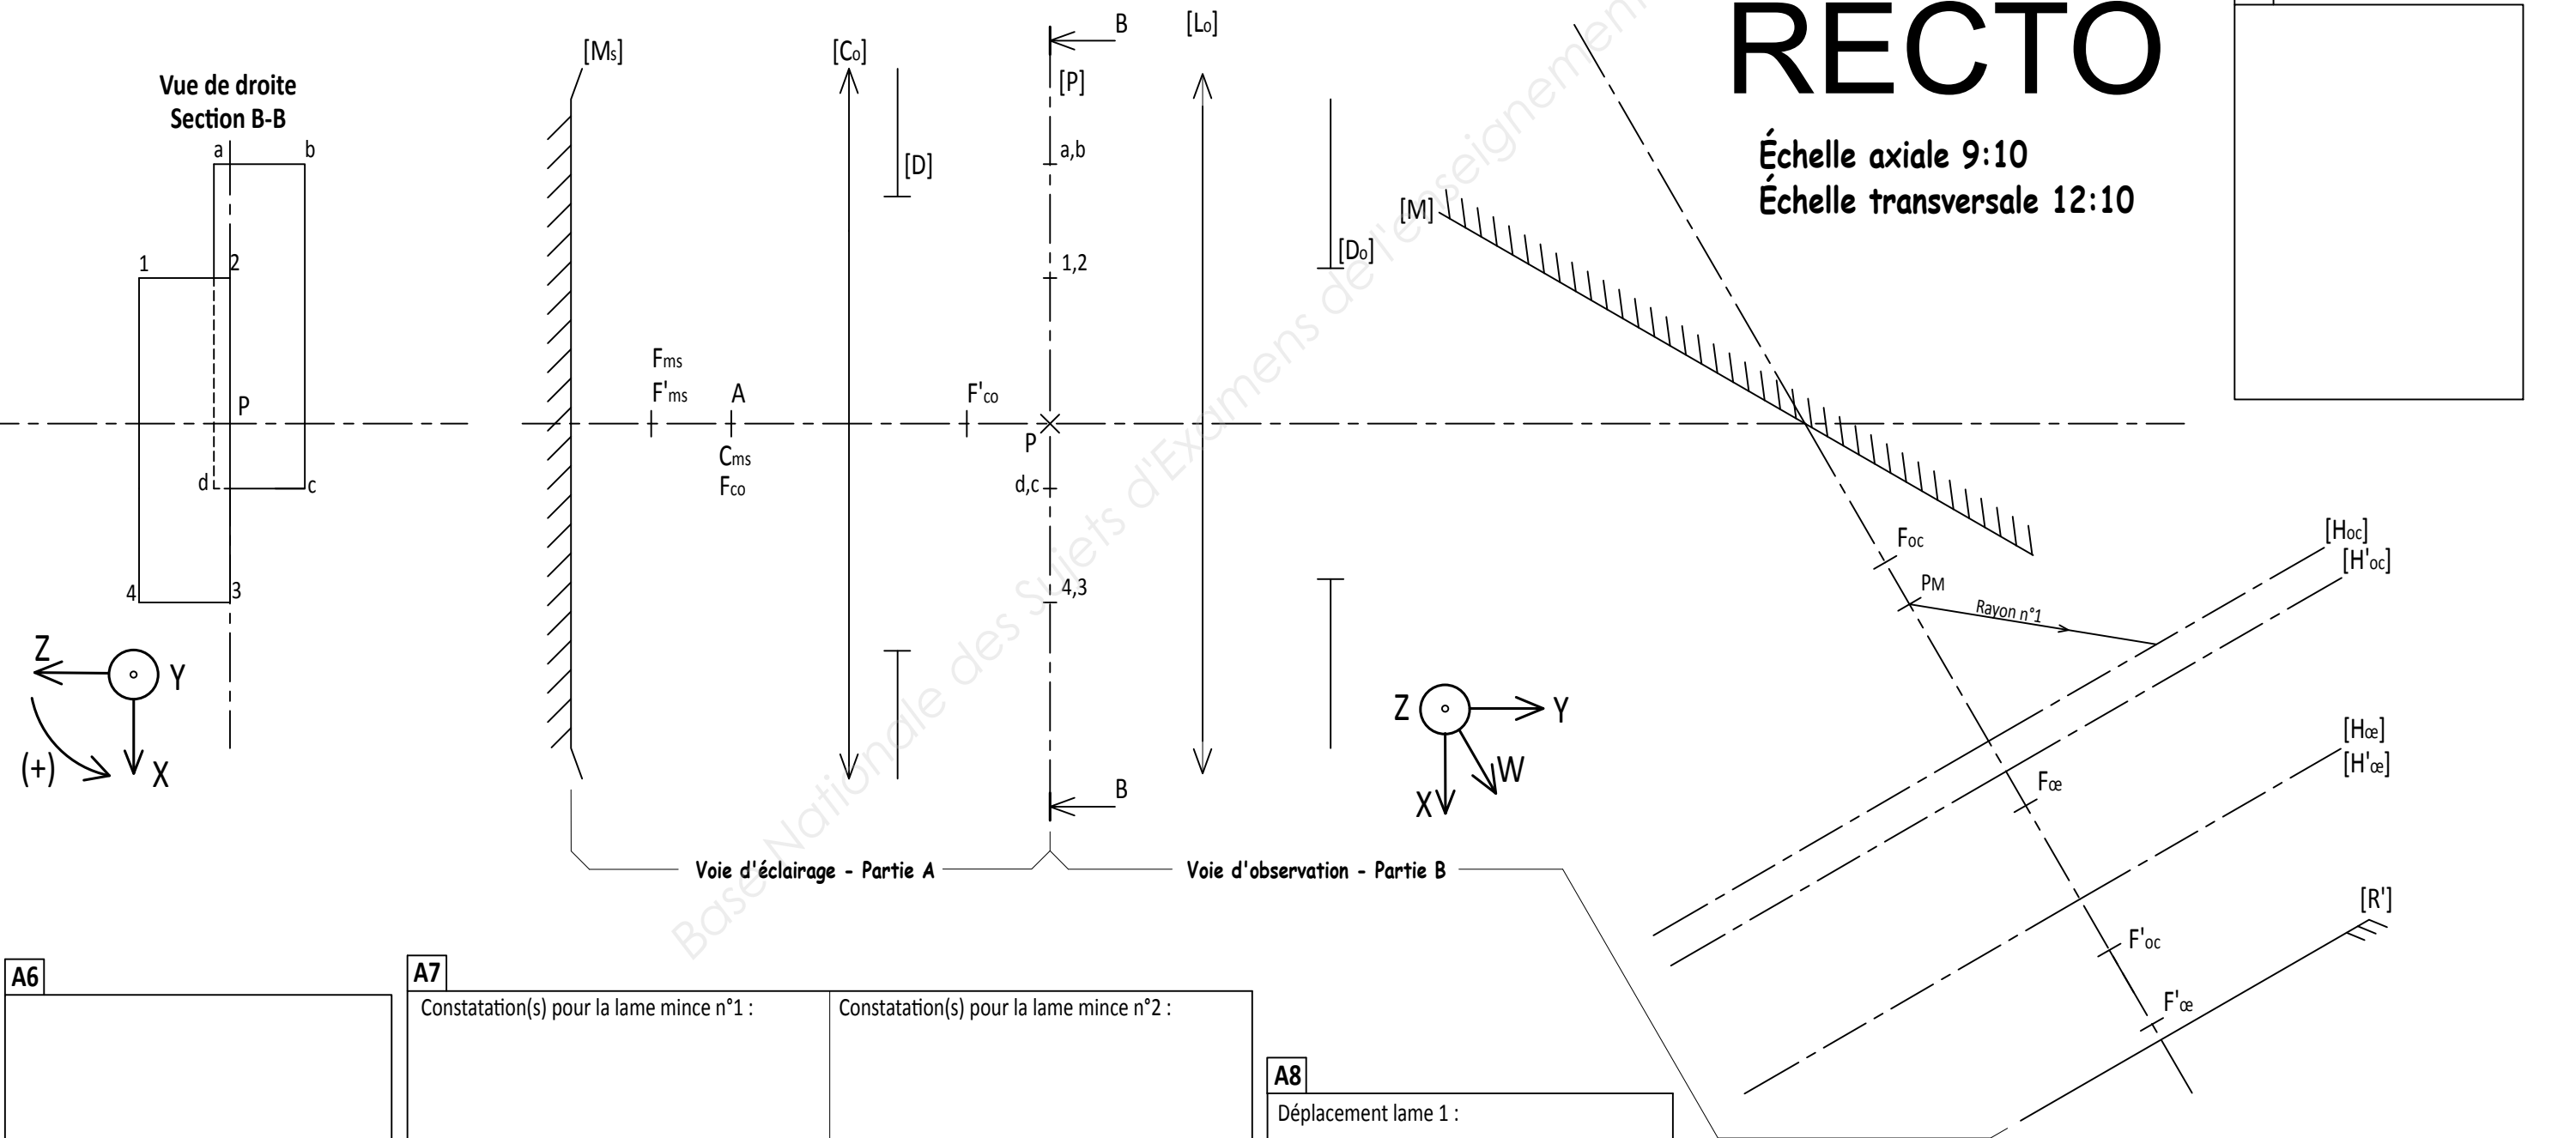 RECTO
Échelle axiale 9:10
Échelle transversale 12:10
Vue de droite
Section B-B
a
b
1
2
P
d
c
4
3
Z
Y
(+)
X
[Ms]
[Co]
[D]
Fms
F'ms
A
Cms
Fco
F'co
B
[P]
a,b
1,2
P
d,c
4,3
B
[Lo]
[Do]
[M]
Z
Y
X
W
Foc
PM
Rayon n°1
[Hoc]
[H'oc]
Fœ
[Hœ]
[H'œ]
F'oc
F'œ
[R']
Voie d'éclairage - Partie A
Voie d'observation - Partie B
Base Nationale des Sujets d'Examens de l'enseignement
A6
A7
Constatation(s) pour la lame mince n°1 :
Constatation(s) pour la lame mince n°2 :
A8
Déplacement lame 1 :